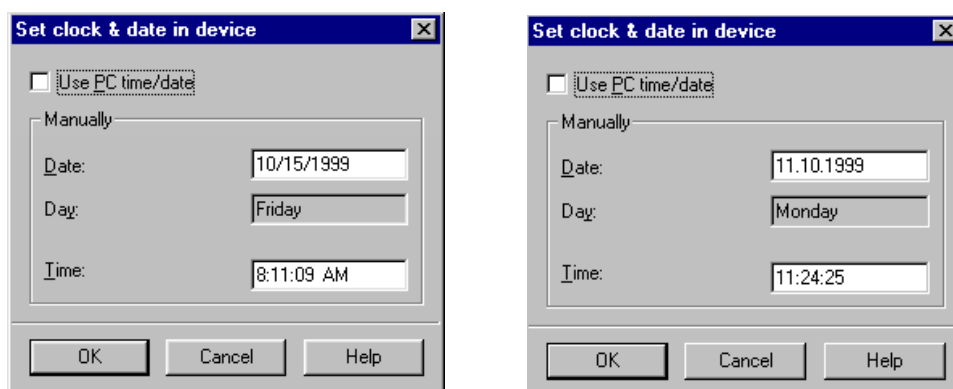 Set clock & date in device
Use PC time/date
Manually
Date: 10/15/1999
Day: Friday
Time: 8:11:09 AM
OK Cancel Help
Set clock & date in device
Use PC time/date
Manually
Date: 11.10.1999
Day: Monday
Time: 11:24:25
OK Cancel Help